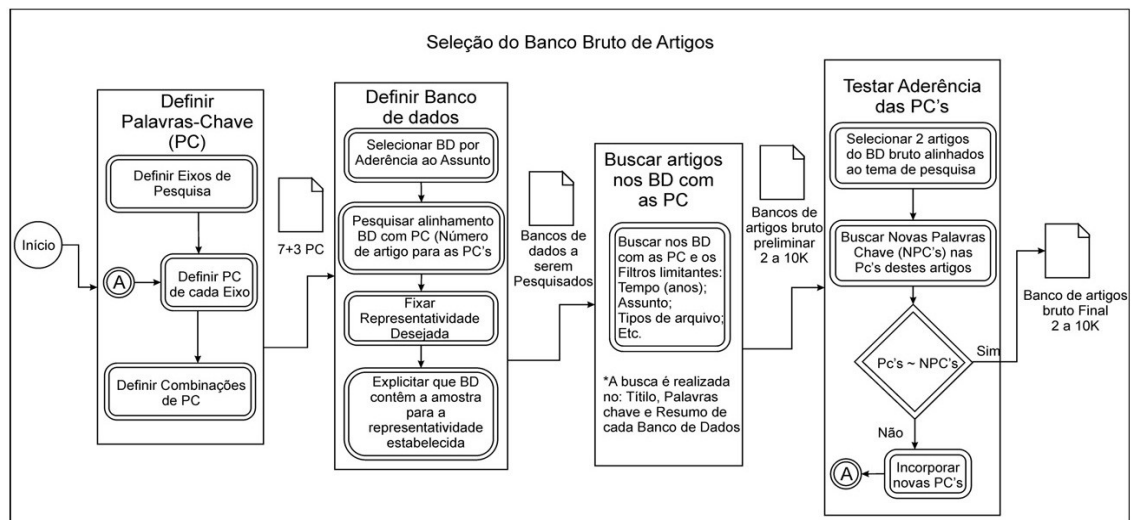 Seleção do Banco Bruto de Artigos
Início
Definir
Palavras-Chave
(PC)
Definir Eixos de
Pesquisa
A
Definir PC
de cada Eixo
Definir Combinações
de PC
7+3 PC
Definir Banco
de dados
Selecionar BD por
Aderência ao Assunto
Pesquisar alinhamento
BD com PC (Número
de artigo para as PC's
Fixar
Representatividade
Desejada
Explicitar que BD
contêm a amostra para
a representatividade
estabelecida
Bancos de
dados a
serem
Pesquisados
Buscar artigos
nos BD com
as PC
Buscar nos BD
com as PC e os
Filtros limitantes:
Tempo (anos);
Assunto;
Tipos de arquivo;
Etc.
*A busca é realizada
no: Títilo, Palavras
chave e Resumo de
cada Banco de Dados
Bancos de
artigos bruto
preliminar
2 a 10K
Testar Aderência
das PC's
Selecionar 2 artigos
do BD bruto alinhados
ao tema de pesquisa
Buscar Novas Palavras
Chave (NPC's) nas
Pc's destes artigos
Pc's ~ NPC's
Sim
Não
Incorporar
novas PC's
A
Banco de artigos
bruto Final
2 a 10K